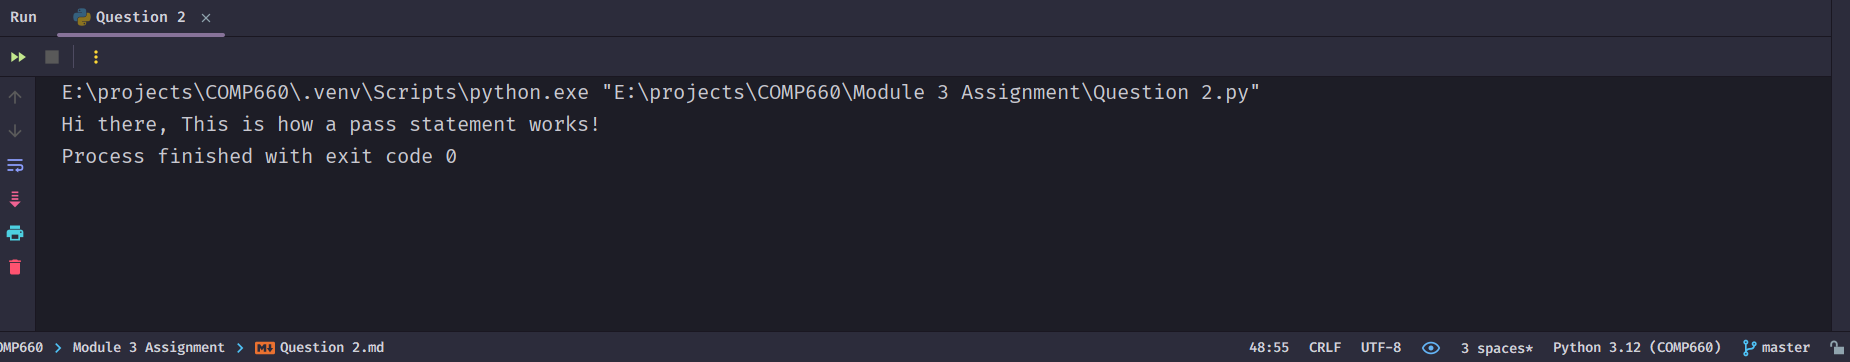 Run Question 2 ×
E:\projects\COMP660\.venv\Scripts\python.exe "E:\projects\COMP660\Module 3 Assignment\Question 2.py"
Hi there, This is how a pass statement works!
Process finished with exit code 0
OMP660 > Module 3 Assignment > Question 2.md 48:55 CRLF UTF-8 3 spaces* Python 3.12 (COMP660) master